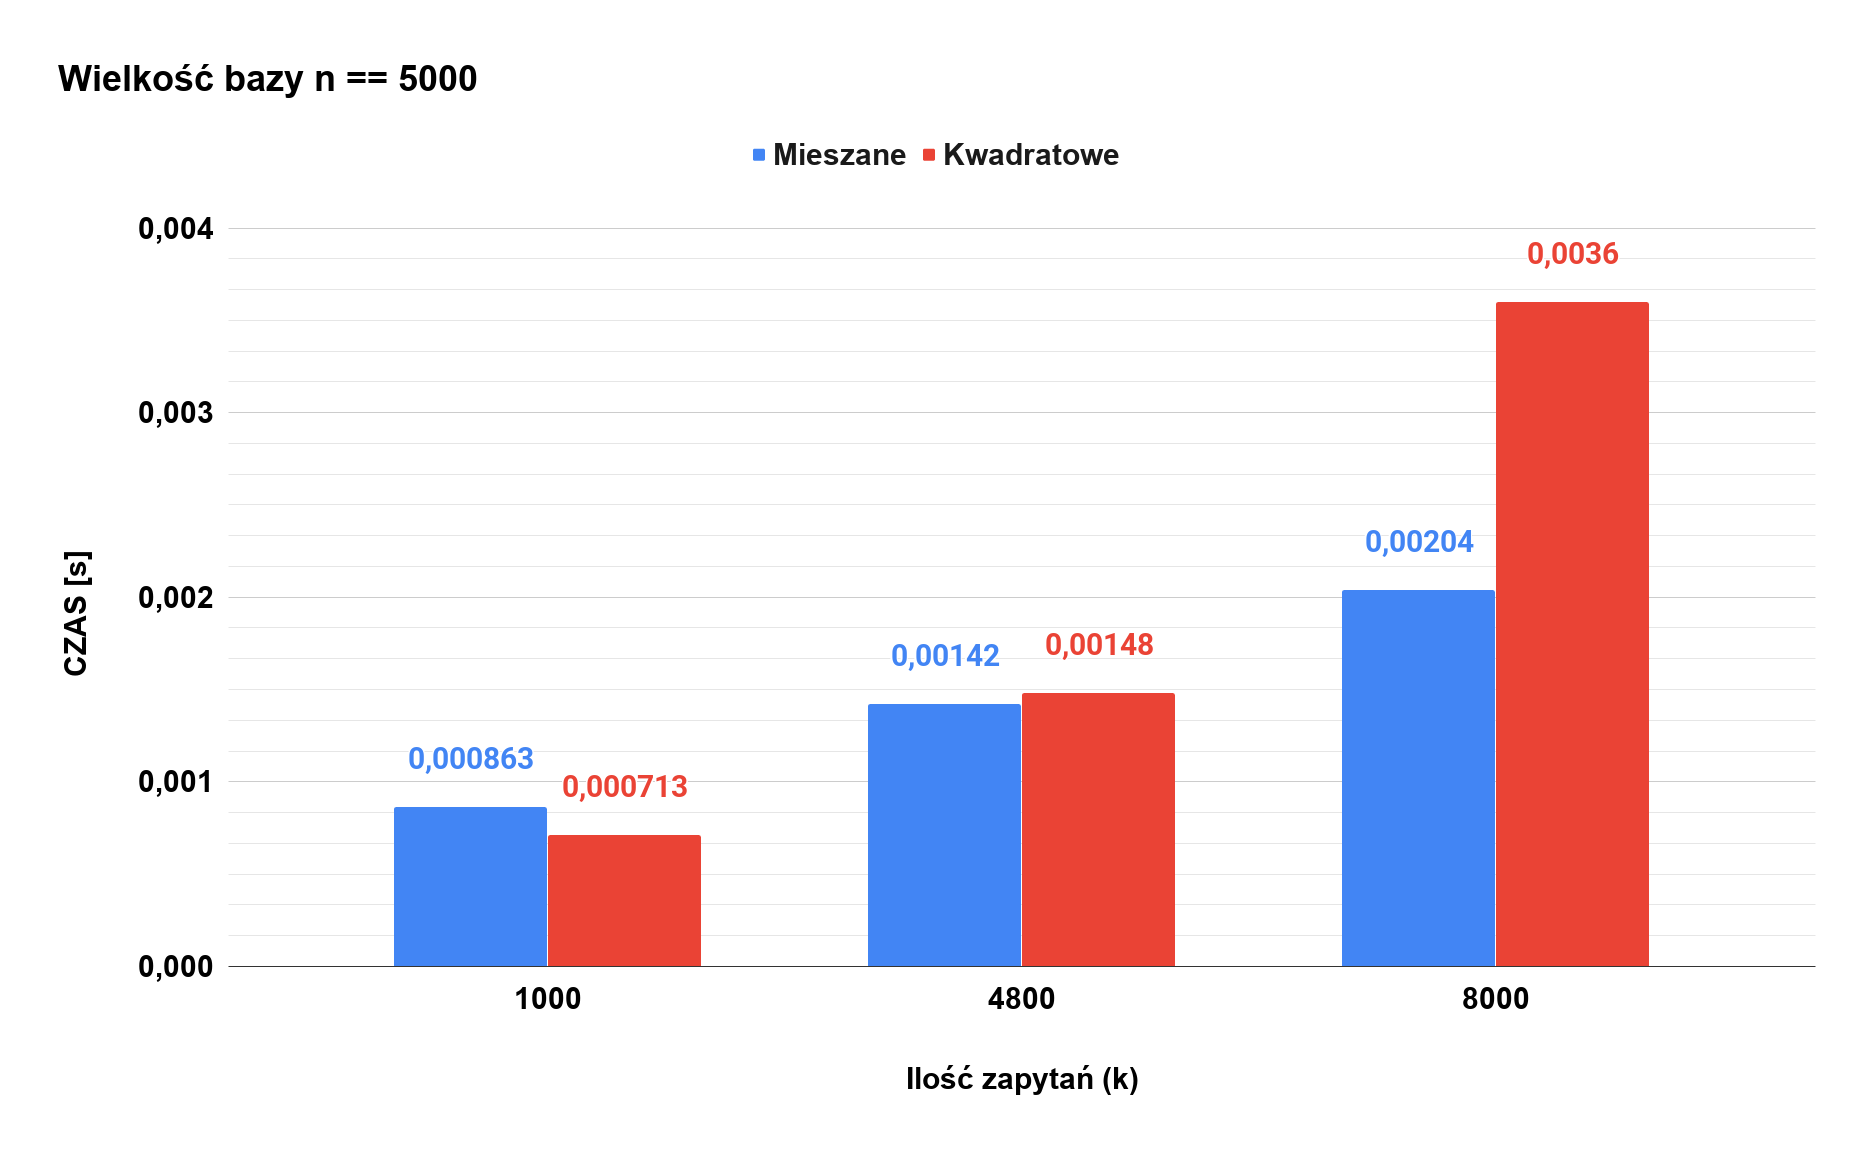 Wielkość bazy n == 5000
Mieszane Kwadratowe
0,004
0,003
0,002
0,001
0,000
CZAS [s]
0,000863
0,000713
0,00142
0,00148
0,00204
0,0036
1000 4800 8000
Ilość zapytań (k)